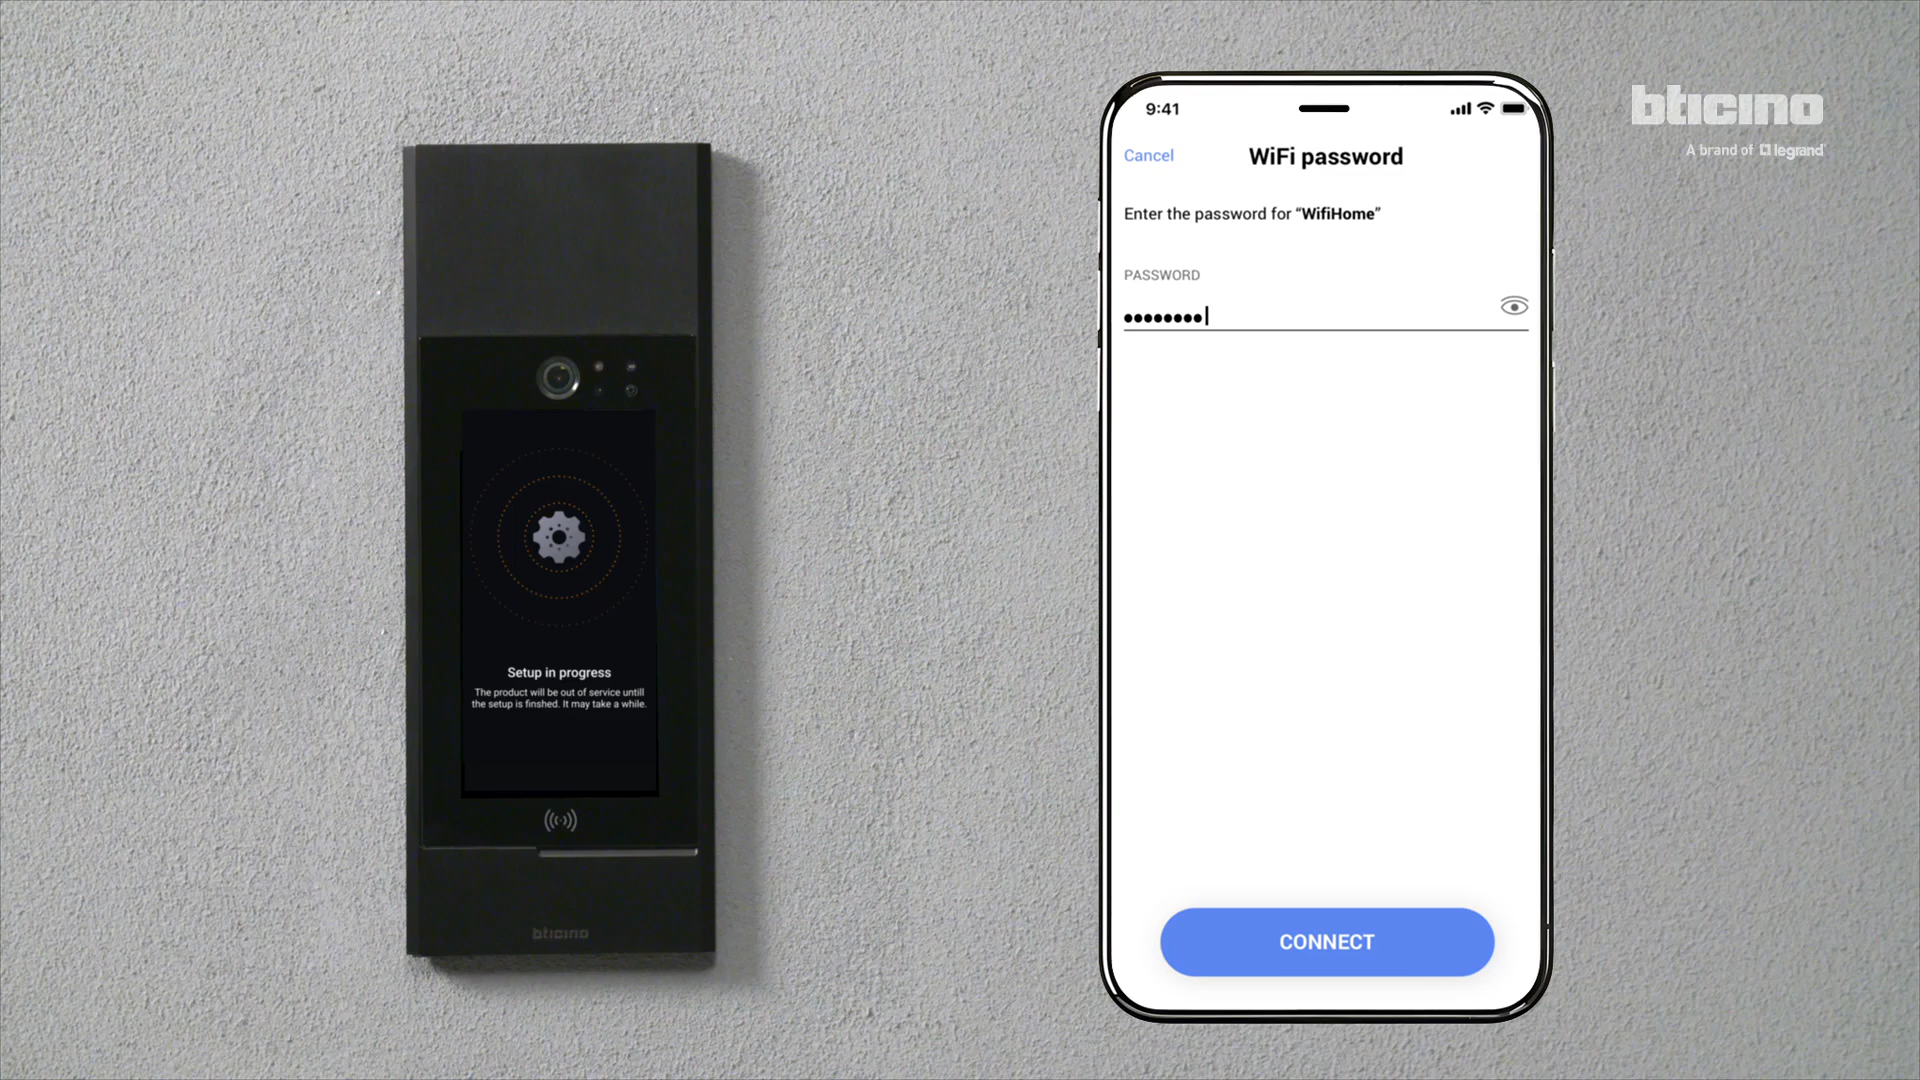 bticino
A brand of legrand
9:41
Cancel
WiFi password
Enter the password for “WifiHome”
PASSWORD
CONNECT
Setup in progress
The product will be out of service untill
the setup is finshed. It may take a while.
bticino